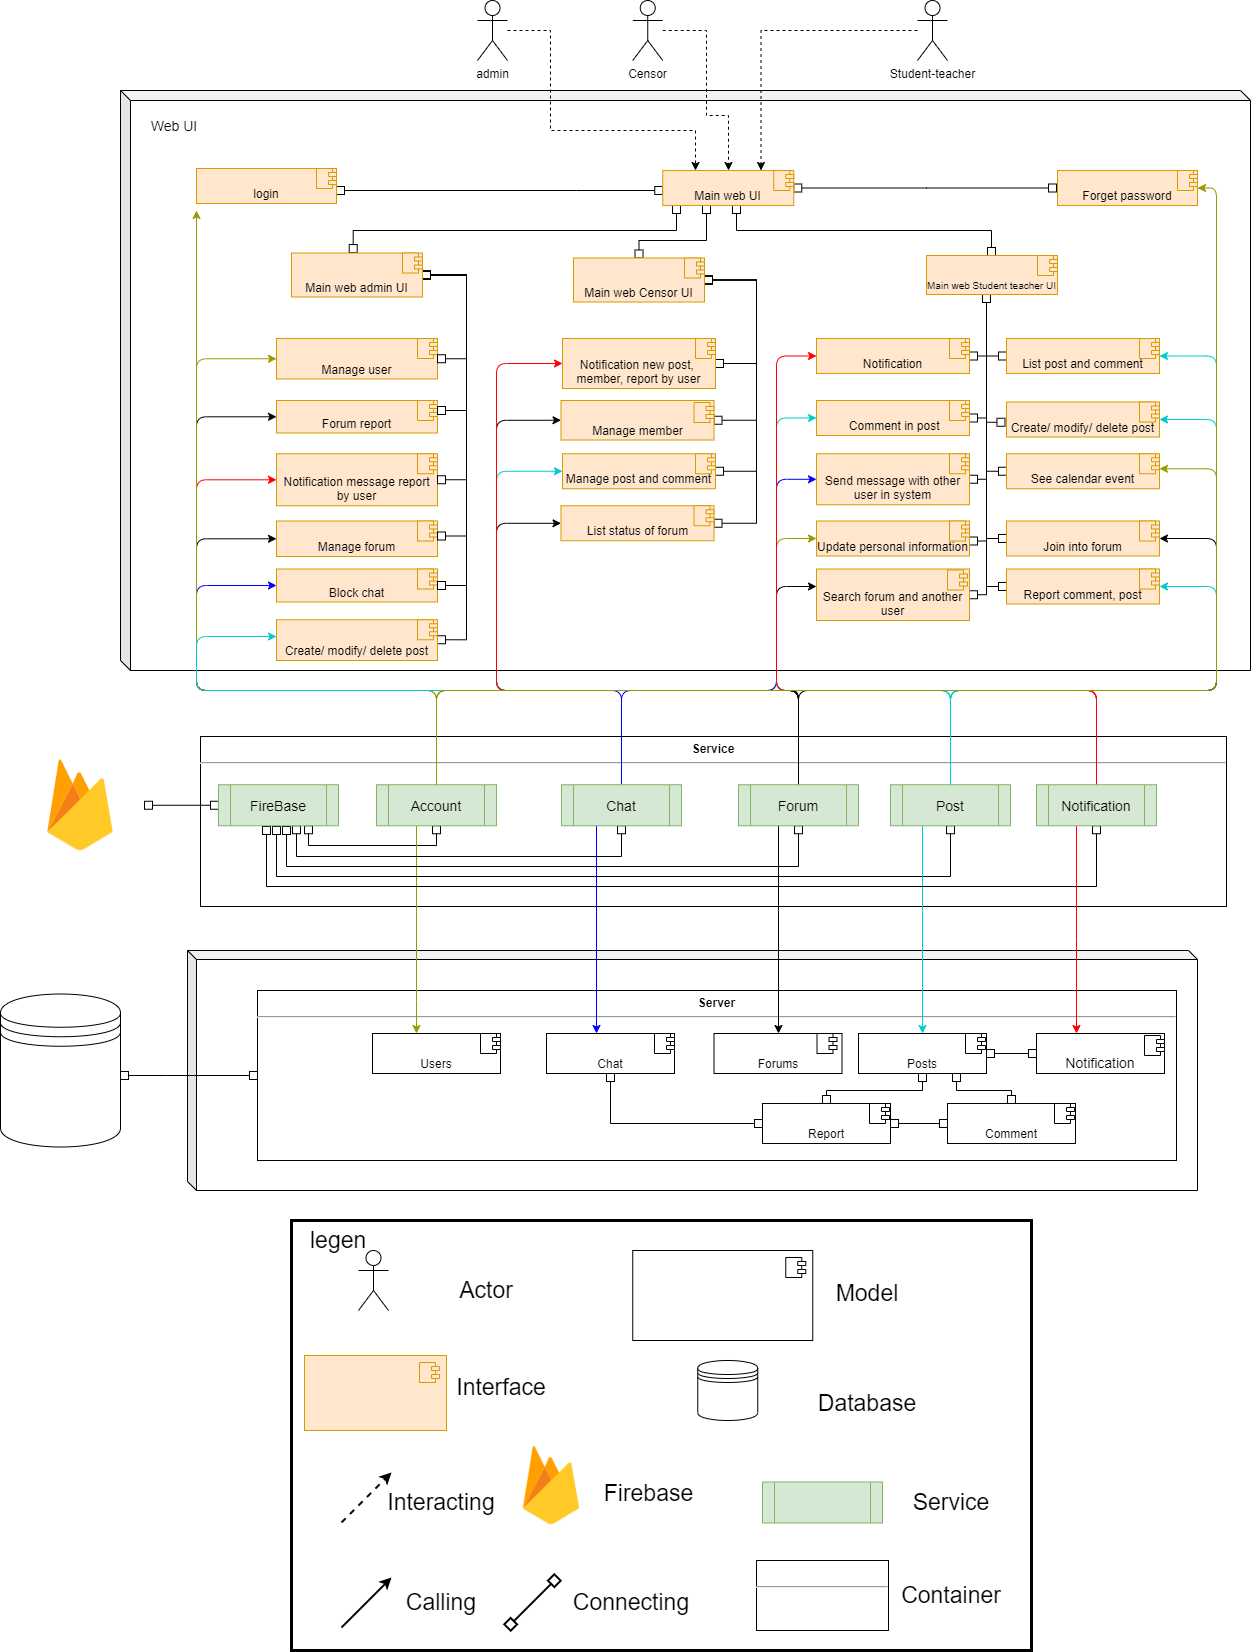 admin
Censor
Student-teacher
Web UI
login
Main web UI
Forget password
Main web admin UI
Main web Censor UI
Main web Student teacher UI
Manage user
Notification new post,
member, report by user
Notification
List post and comment
Forum report
Manage member
Comment in post
Create/ modify/ delete post
Notification message report
by user
Manage post and comment
Send message with other
user in system
See calendar event
Manage forum
List status of forum
Update personal information
Join into forum
Block chat
Search forum and another
user
Report comment, post
Create/ modify/ delete post
Service
FireBase
Account
Chat
Forum
Post
Notification
Server
Users
Chat
Forums
Posts
Notification
Report
Comment
legen
Actor
Model
Interface
Database
Interacting
Firebase
Service
Calling
Connecting
Container